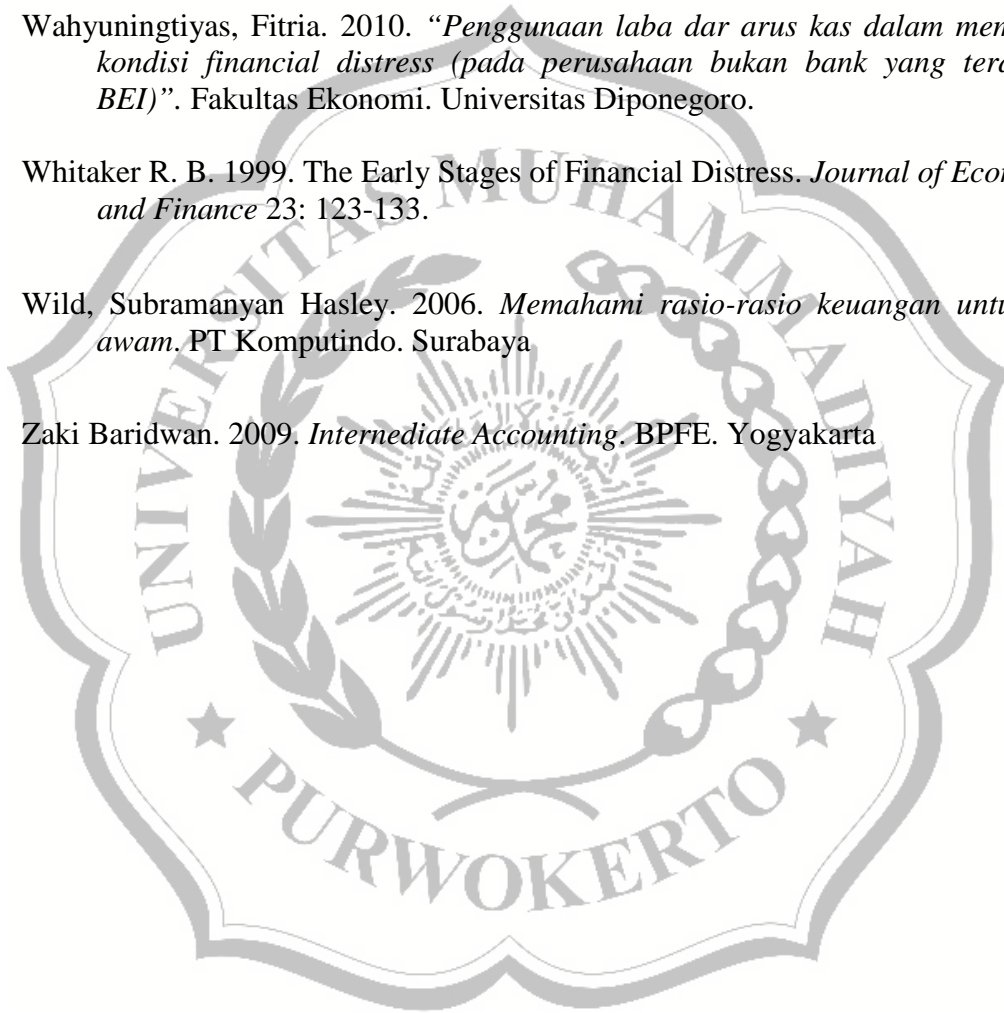 Wahyuningtiyas, Fitria. 2010. “Penggunaan laba dar arus kas dalam mem
kondisi financial distress (pada perusahaan bukan bank yang tera
BEI)”. Fakultas Ekonomi. Universitas Diponegoro.
Whitaker R. B. 1999. The Early Stages of Financial Distress. Journal of Econ
and Finance 23: 123-133.
Wild, Subramanyan Hasley. 2006. Memahami rasio-rasio keuangan untu
awam. PT Komputindo. Surabaya
Zaki Baridwan. 2009. Internediate Accounting. BPFE. Yogyakarta
UNIVERSITAS MUHAMMADIYAH
PURWOKERTO